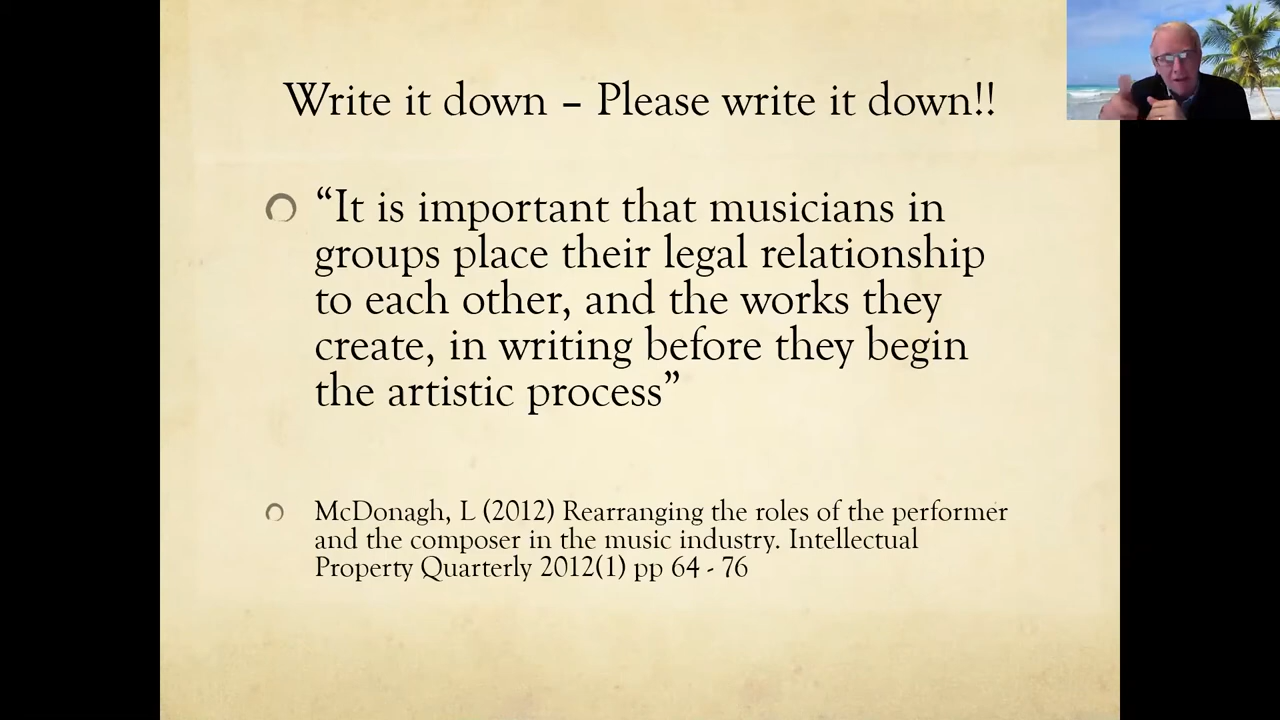 Write it down – Please write it down!!
“It is important that musicians in
groups place their legal relationship
to each other, and the works they
create, in writing before they begin
the artistic process”
McDonagh, L (2012) Rearranging the roles of the performer
and the composer in the music industry. Intellectual
Property Quarterly 2012(1) pp 64 - 76